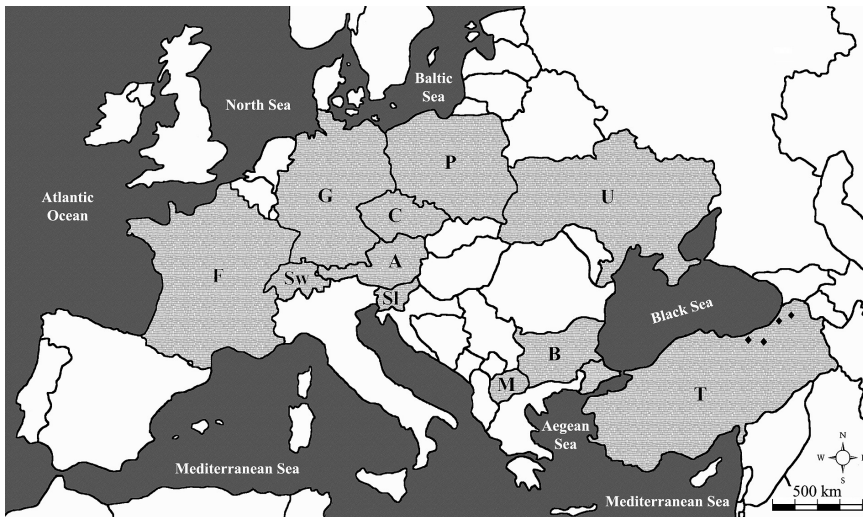 Baltic
Sea
North Sea
P
G
U
Atlantic
Ocean
C
A
F
Sw
Sl
Black Sea
B
M
T
Aegean
Sea
N
W
E
S
Mediterranean Sea
500 km
Mediterranean Sea